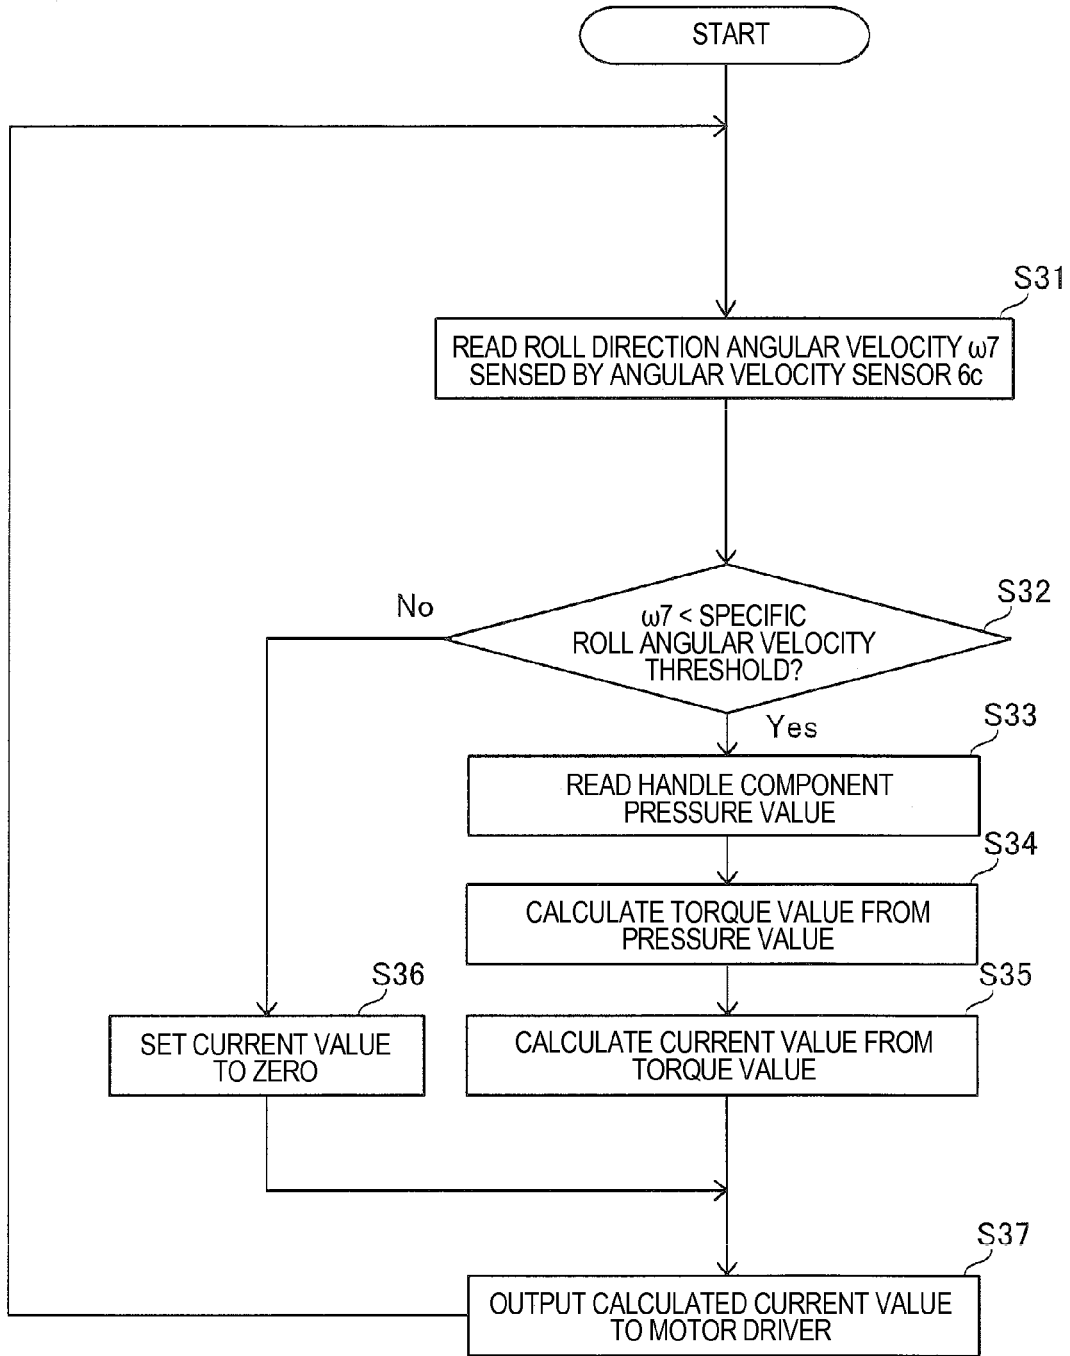 START
S31
READ ROLL DIRECTION ANGULAR VELOCITY ω7
SENSED BY ANGULAR VELOCITY SENSOR 6c
S32
No
ω7 < SPECIFIC
ROLL ANGULAR VELOCITY
THRESHOLD?
Yes
S33
READ HANDLE COMPONENT
PRESSURE VALUE
S34
CALCULATE TORQUE VALUE FROM
PRESSURE VALUE
S36
SET CURRENT VALUE
TO ZERO
S35
CALCULATE CURRENT VALUE FROM
TORQUE VALUE
S37
OUTPUT CALCULATED CURRENT VALUE
TO MOTOR DRIVER